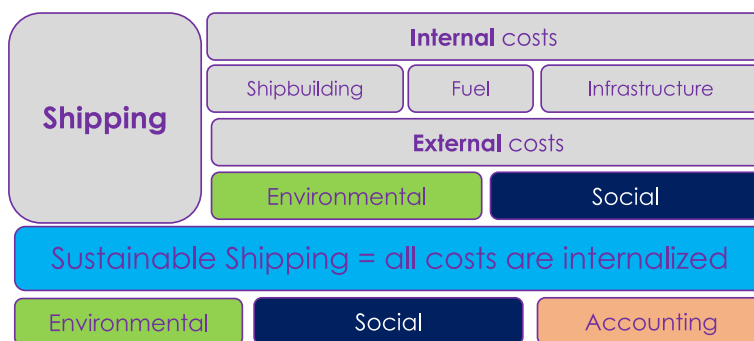 Shipping
Internal costs
Shipbuilding
Fuel
Infrastructure
External costs
Environmental
Social
Sustainable Shipping = all costs are internalized
Environmental
Social
Accounting